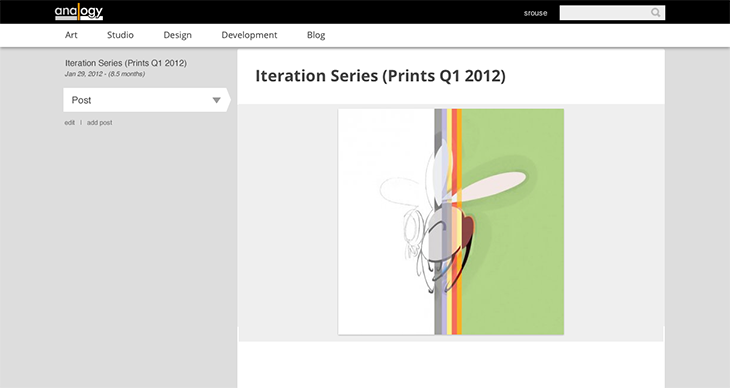 analogy
srouse
Art Studio Design Development Blog
Iteration Series (Prints Q1 2012)
Jan 29, 2012 - (8.5 months)
Post
edit | add post
Iteration Series (Prints Q1 2012)